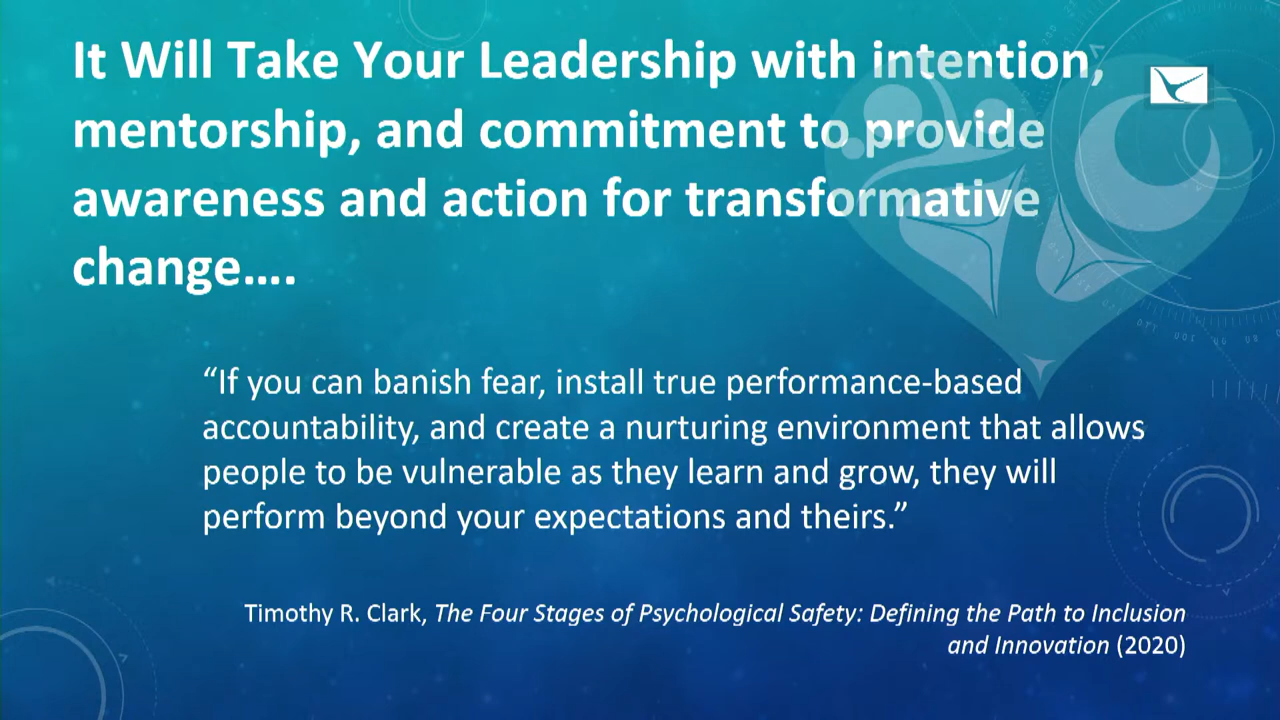 It Will Take Your Leadership with intention,
mentorship, and commitment to provide
awareness and action for transformative
change....
“If you can banish fear, install true performance-based
accountability, and create a nurturing environment that allows
people to be vulnerable as they learn and grow, they will
perform beyond your expectations and theirs.”
Timothy R. Clark, The Four Stages of Psychological Safety: Defining the Path to Inclusion
and Innovation (2020)